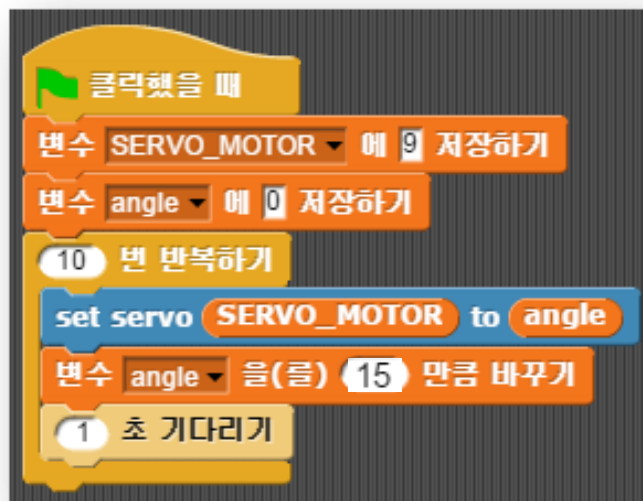 클릭했을 때
변수 SERVO_MOTOR 에 9 저장하기
변수 angle 에 0 저장하기
10 번 반복하기
set servo SERVO_MOTOR to angle
변수 angle 을(를) 15 만큼 바꾸기
1 초 기다리기